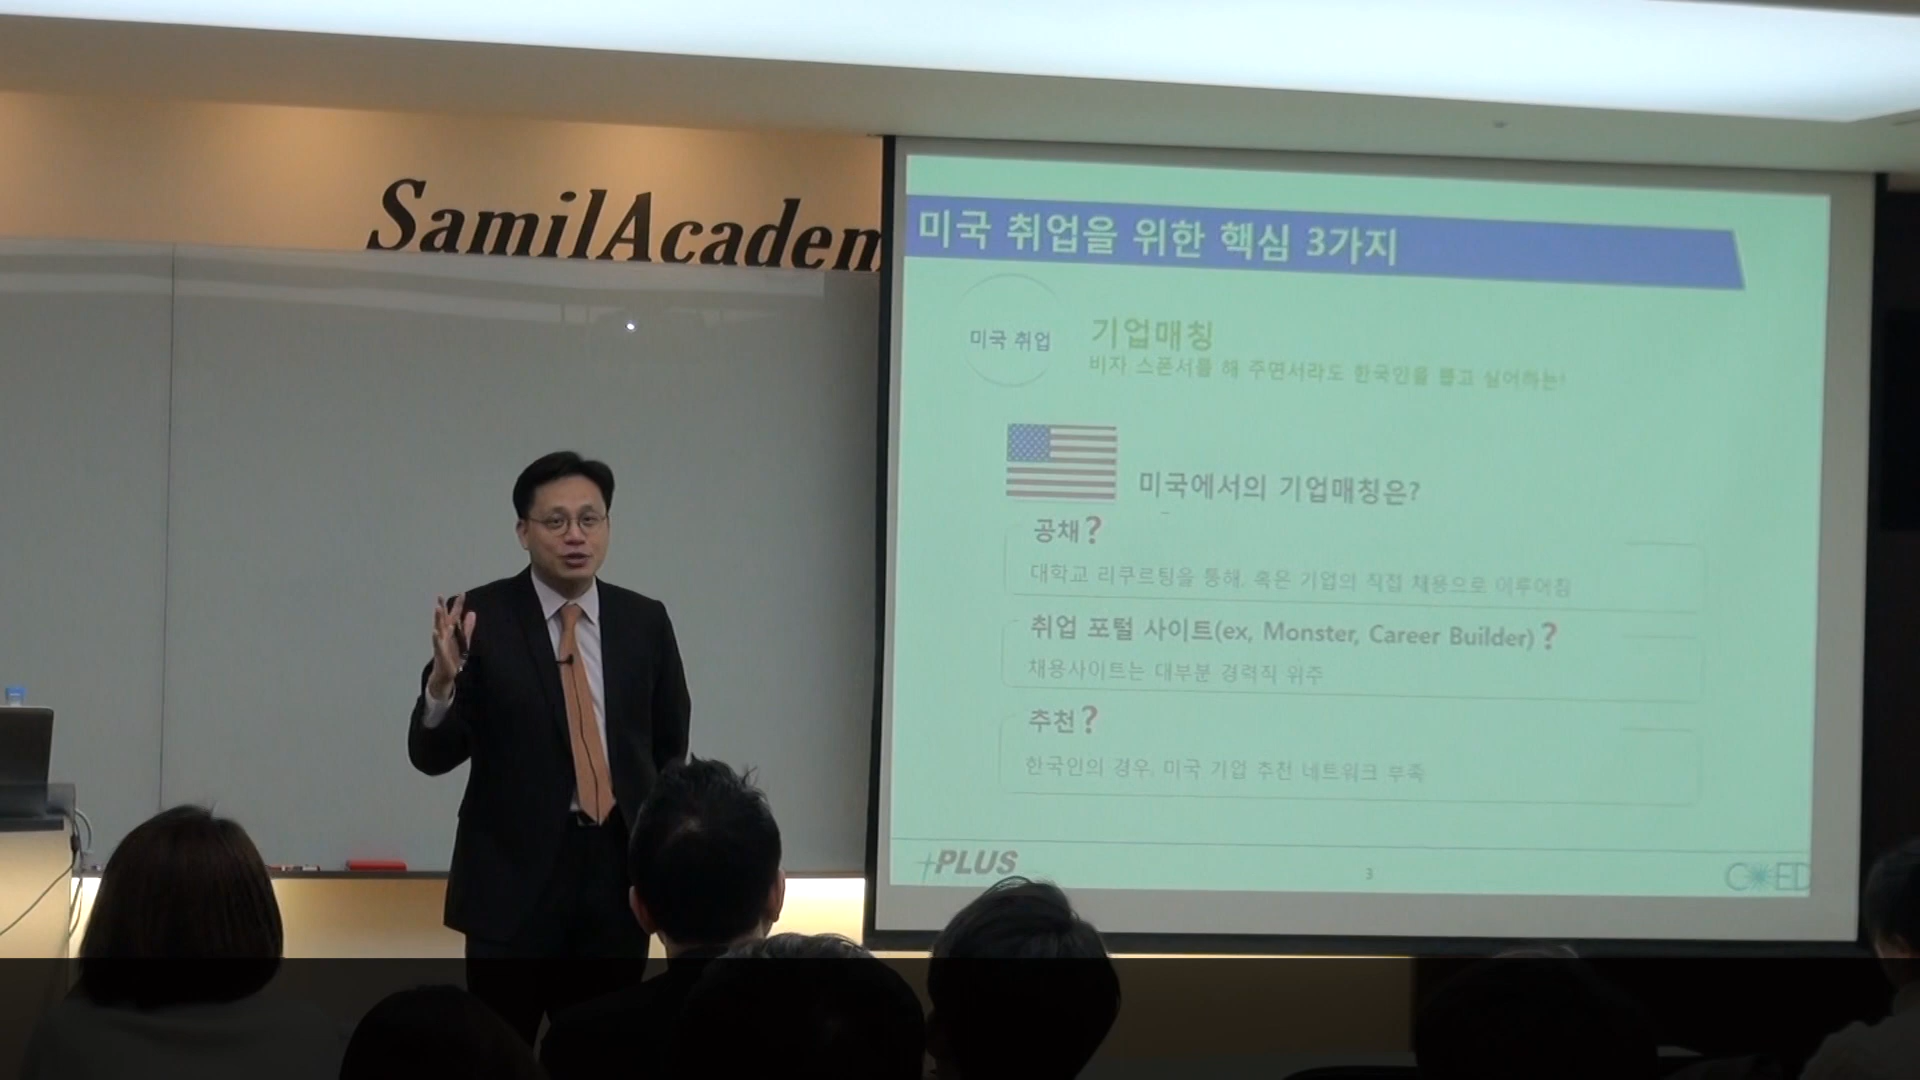 SamilAcadem
미국 취업을 위한 핵심 3가지
미국 취업
기업매칭
비자 스폰서를 해 주면서라도 한국인을 뽑고 싶어하는!
미국에서의 기업매칭은?
공채?
대학교 리쿠르팅을 통해, 혹은 기업의 직접 채용으로 이루어짐
취업 포털 사이트(ex, Monster, Career Builder)?
채용사이트는 대부분 경력직 위주
추천?
한국인의 경우, 미국 기업 추천 네트워크 부족
+PLUS
3